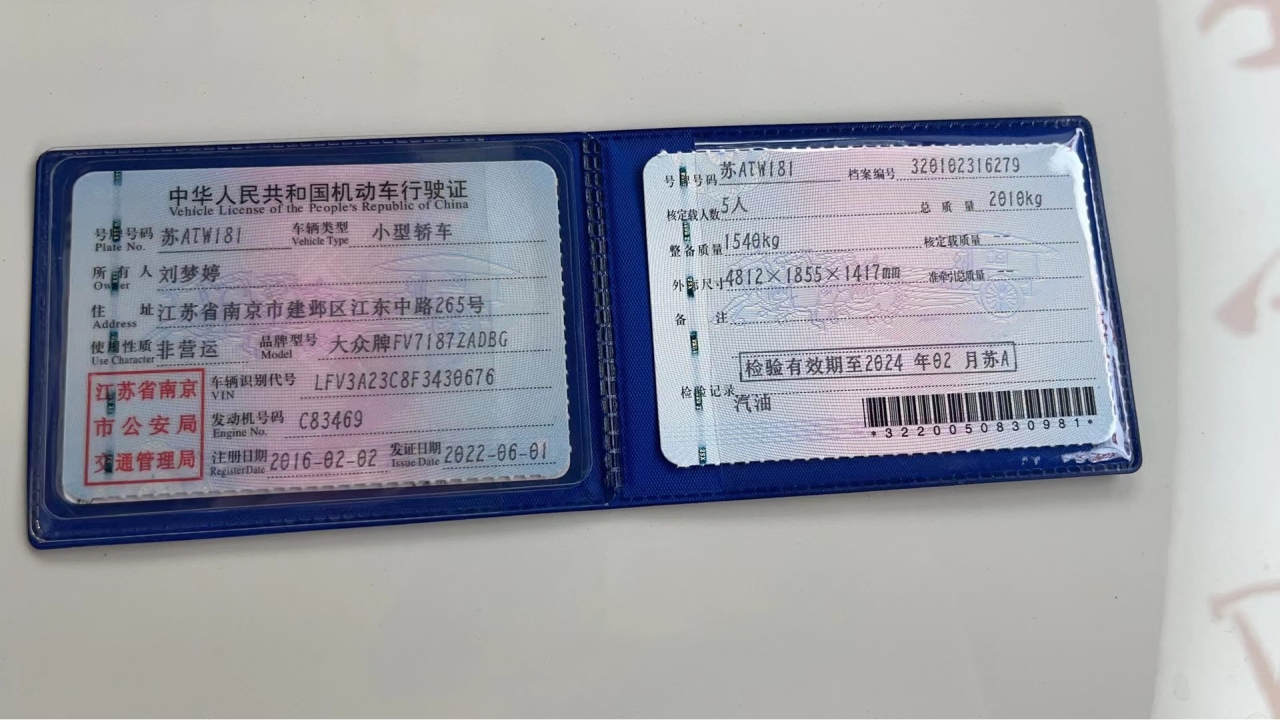 中华人民共和国机动车行驶证
Vehicle License of the People's Republic of China
号牌号码 苏ATW181 车辆类型 小型轿车
Plate No. Vehicle Type
所有人 刘梦婷
Owner
住址 江苏省南京市建邺区江东中路265号
Address
使用性质 非营运 品牌型号 大众牌FV7187ZADBG
Use Character Model
江苏省南京
市公安局
交通管理局
车辆识别代号 LFV3A23C8F3430676
VIN
发动机号码 C83469
Engine No.
注册日期 2016-02-02 发证日期 2022-06-01
Register Date Issue Date
号牌号码 苏ATW181 档案编号 320102316279
核定载人数 5人 总质量 2010kg
整备质量 1540kg 核定载质量 --
外廓尺寸 4812×1855×1417mm 准牵引总质量 --
备注
检验有效期至2024年02月苏A
检验记录
汽油
*3220050830981*